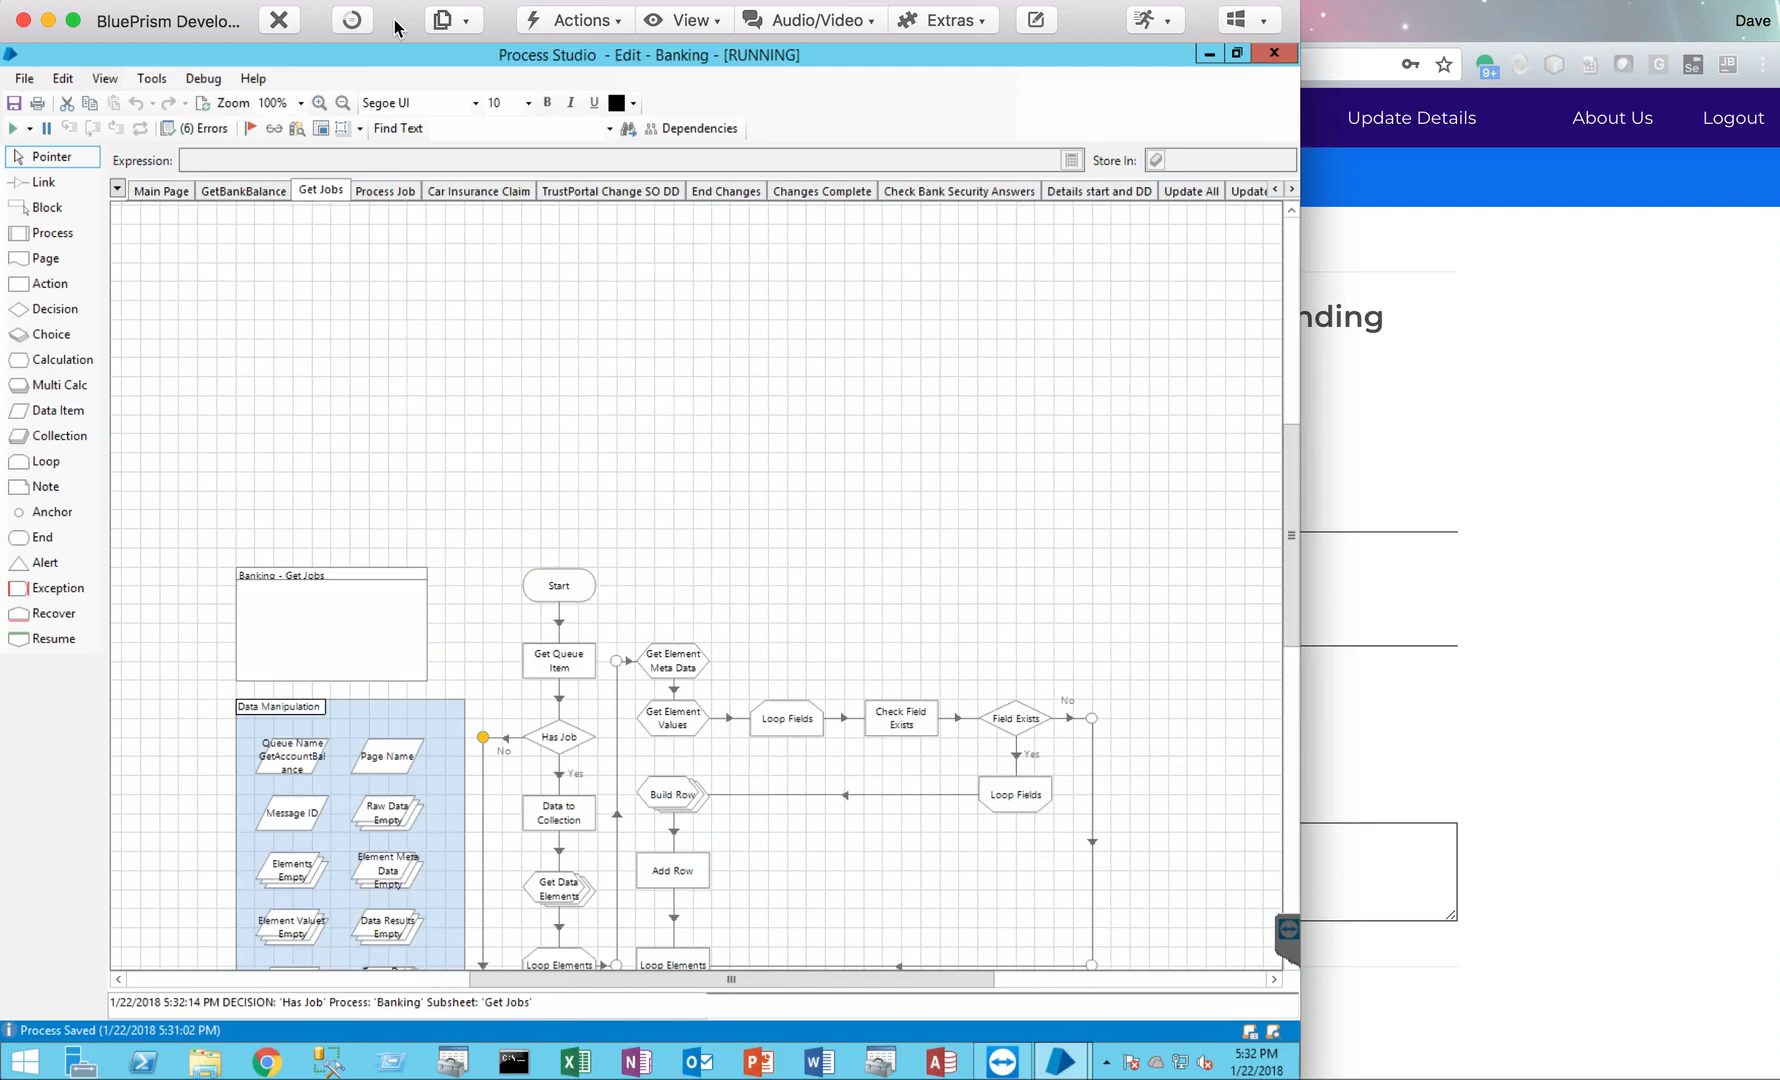 BluePrism Develo...
Actions
View
Audio/Video
Extras
Dave
Process Studio - Edit - Banking - [RUNNING]
File Edit View Tools Debug Help
Zoom 100% Segoe UI 10 B I U
(6) Errors Find Text Dependencies
9+
G
Se
JB
Update Details About Us Logout
Pointer
Expression: Store In:
Link
Main Page GetBankBalance Get Jobs Process Job Car Insurance Claim TrustPortal Change SO DD End Changes Changes Complete Check Bank Security Answers Details start and DD Update All Update
Block
Process
Page
Action
Decision
Choice
Calculation
Multi Calc
Data Item
Collection
Loop
Note
Anchor
End
Alert
Exception
Recover
Resume
nding
Banking - Get Jobs
Start
Get Queue
Item
Get Element
Meta Data
Data Manipulation
Get Element
Values
Loop Fields
Check Field
Exists
Field Exists
No
Yes
Queue Name
GetAccountBal
ance
Page Name
Has Job
No
Yes
Build Row
Loop Fields
Message ID
Raw Data
Empty
Data to
Collection
Elements
Empty
Element Meta
Data
Empty
Get Data
Elements
Add Row
Element Values
Empty
Data Results
Empty
Loop Elements
Loop Elements
1/22/2018 5:32:14 PM DECISION: 'Has Job' Process: 'Banking' Subsheet: 'Get Jobs'
Process Saved (1/22/2018 5:31:02 PM)
5:32 PM
1/22/2018